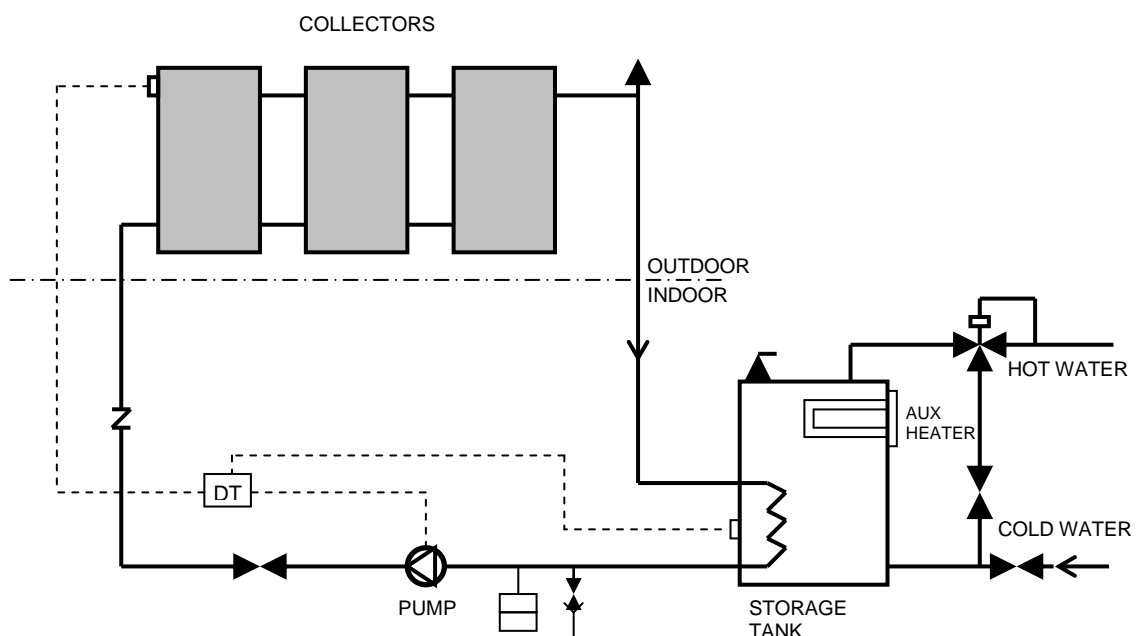 COLLECTORS
OUTDOOR
INDOOR
HOT WATER
AUX
HEATER
DT
COLD WATER
PUMP
STORAGE
TANK